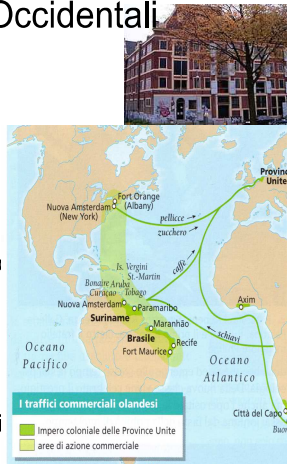 Occidentali
Provin
Unite
Fort Orange
(Albany)
Nuova Amsterdam
(New York)
pellicce
zucchero
caffè
Is. Vergini
St.-Martin
Bonaire Aruba
Curaçao Tobago
Nuova Amsterdam
Paramaribo
Suriname
Axim
schiavi
Maranhão
Brasile
Recife
Fort Maurice
Oceano
Pacifico
Oceano
Atlantico
Città del Capo
Buon
I traffici commerciali olandesi
Impero coloniale delle Province Unite
aree di azione commerciale